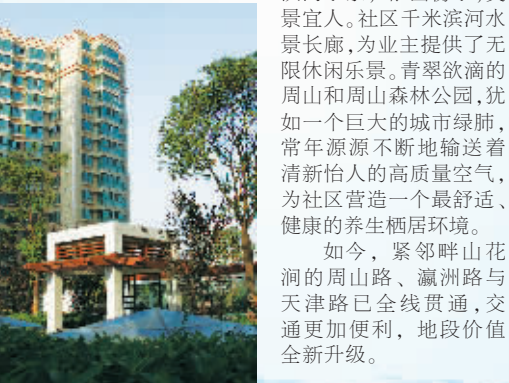 景宜人。社区千米滨河水
景长廊,为业主提供了无
限休闲乐景。青翠欲滴的
周山和周山森林公园,犹
如一个巨大的城市绿肺,
常年源源不断地输送着
清新怡人的高质量空气,
为社区营造一个最舒适、
健康的养生栖居环境。
如今，紧邻畔山花
涧的周山路、瀛洲路与
天津路已全线贯通,交
通更加便利，地段价值
全新升级。